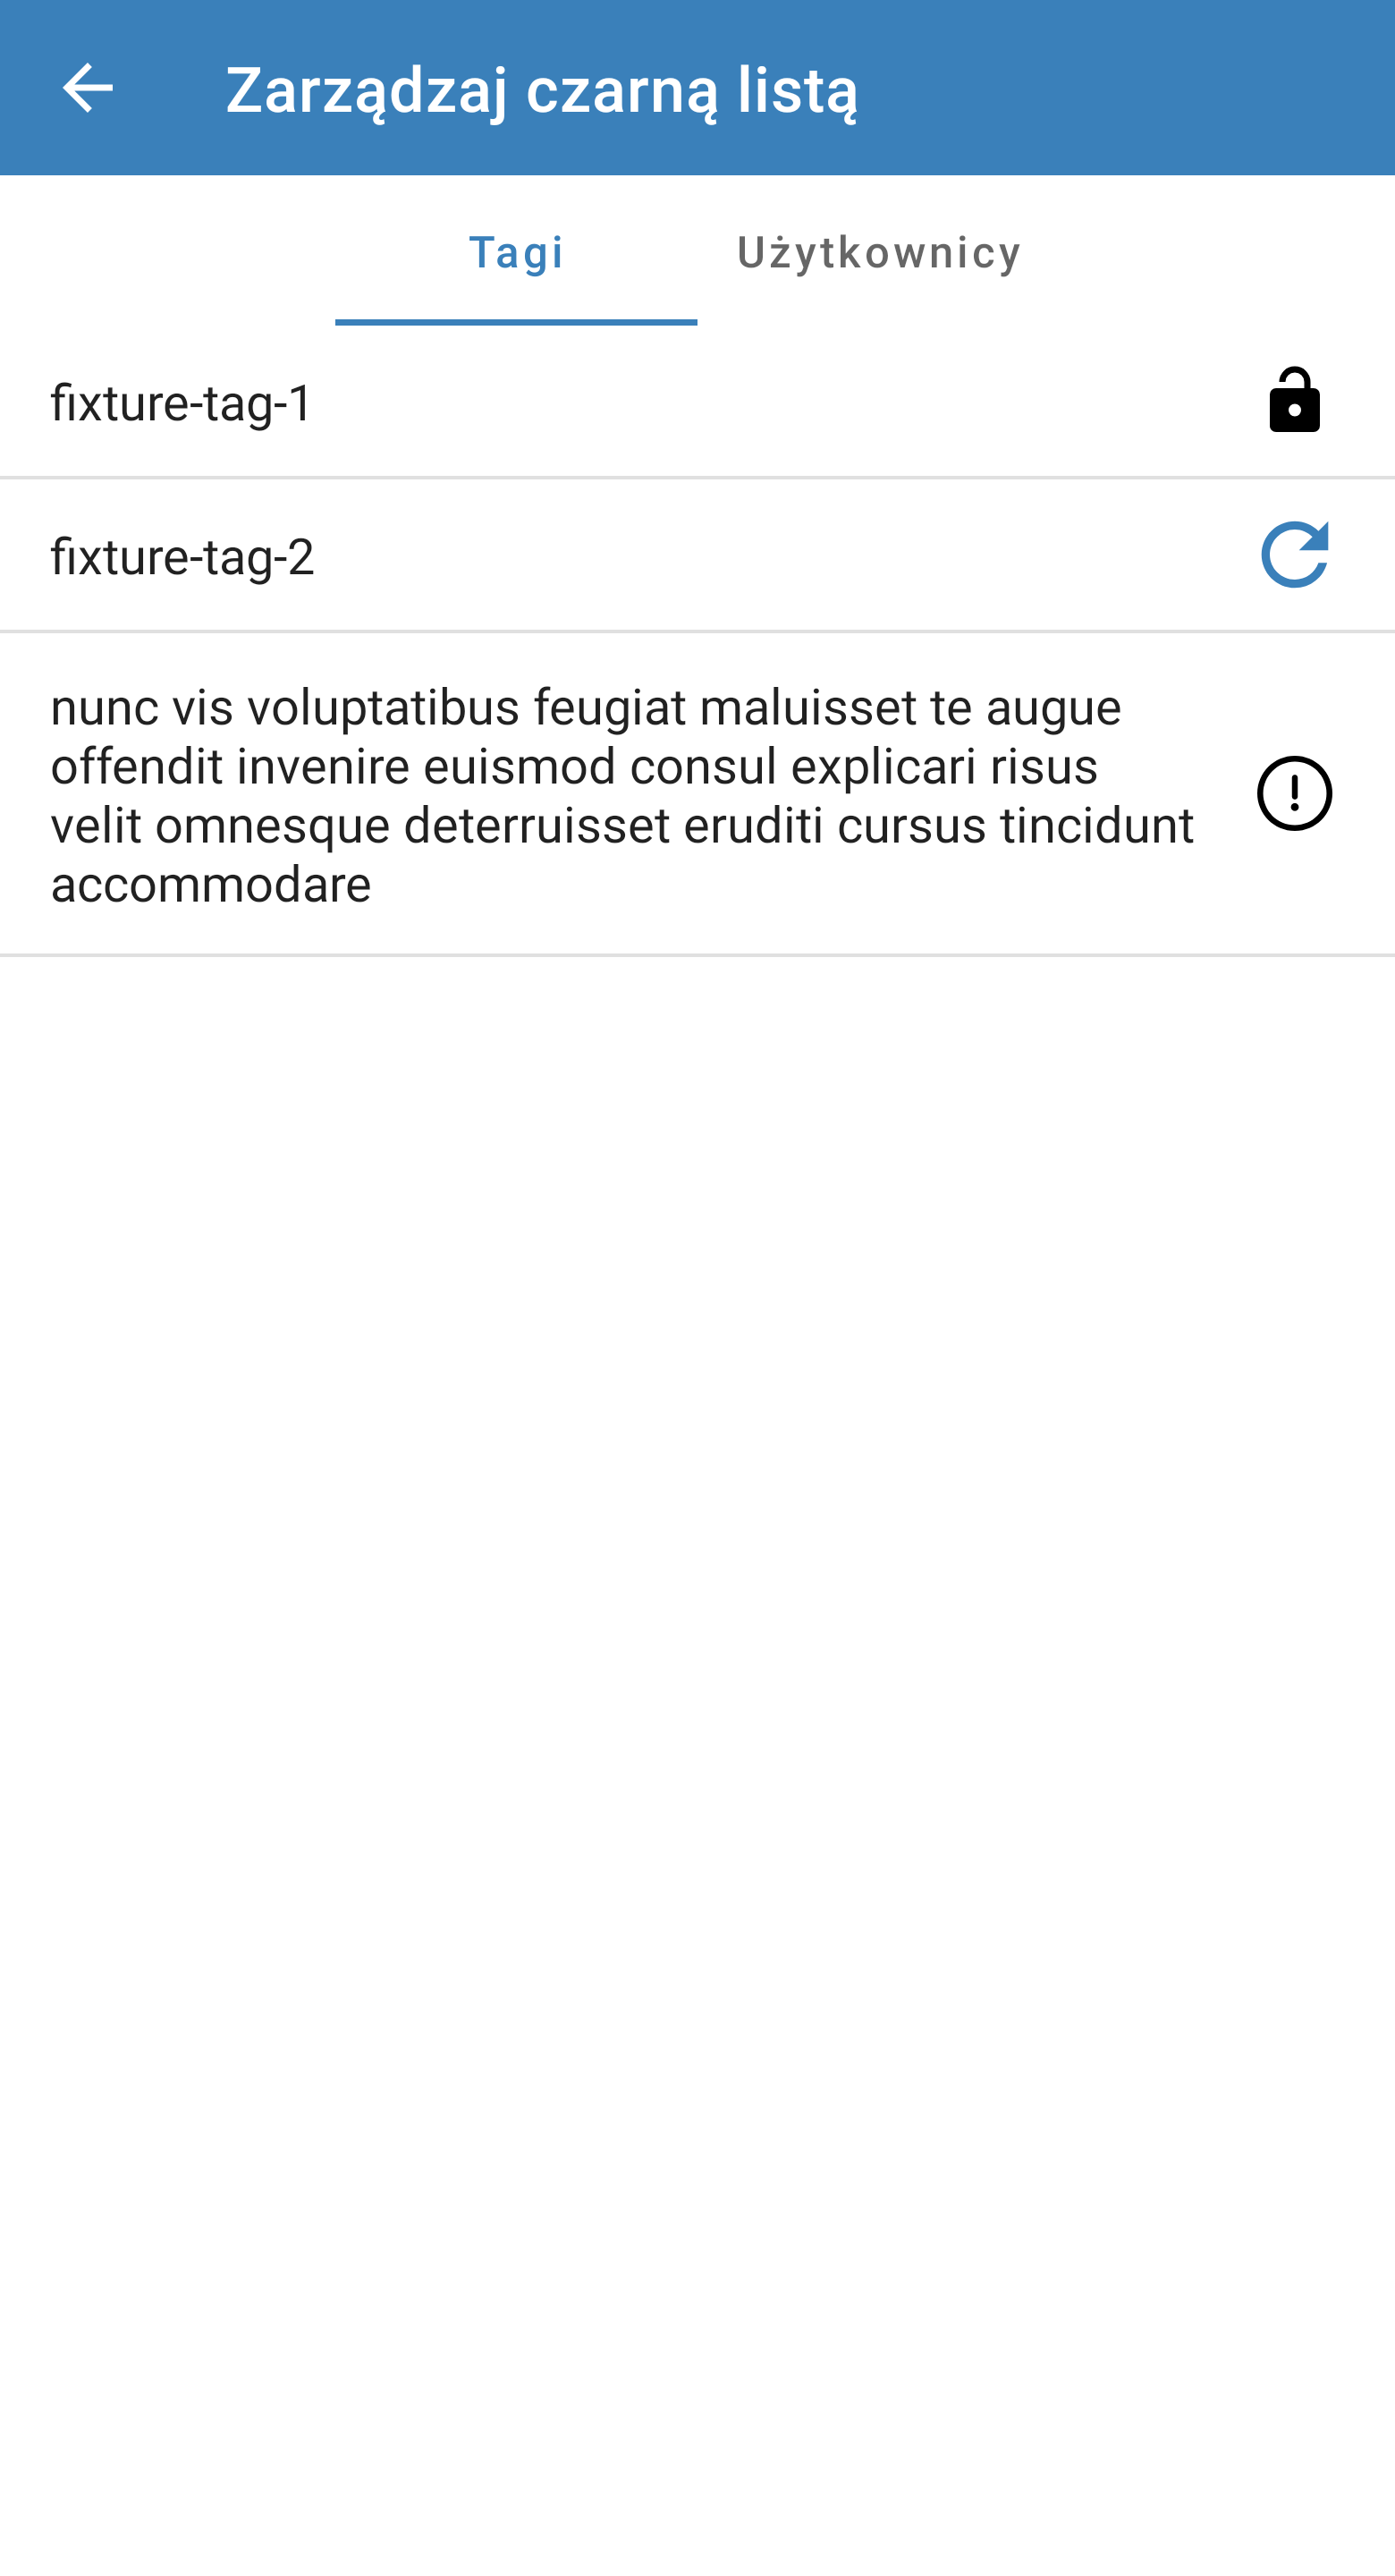 Zarządzaj czarną listą
Tagi
Użytkownicy
fixture-tag-1
fixture-tag-2
nunc vis voluptatibus feugiat maluisset te augue
offendit invenire euismod consul explicari risus
velit omnesque deterruisset eruditi cursus tincidunt
accommodare